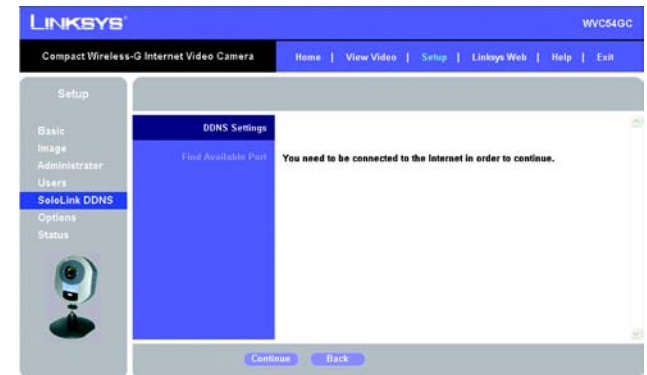 LINKSYS
WVC54GC
Compact Wireless-G Internet Video Camera
Home | View Video | Setup | Linksys Web | Help | Exit
Setup
Basic
Image
Administrator
Users
SoloLink DDNS
Options
Status
DDNS Settings
Find Available Port
You need to be connected to the Internet in order to continue.
Continue
Back